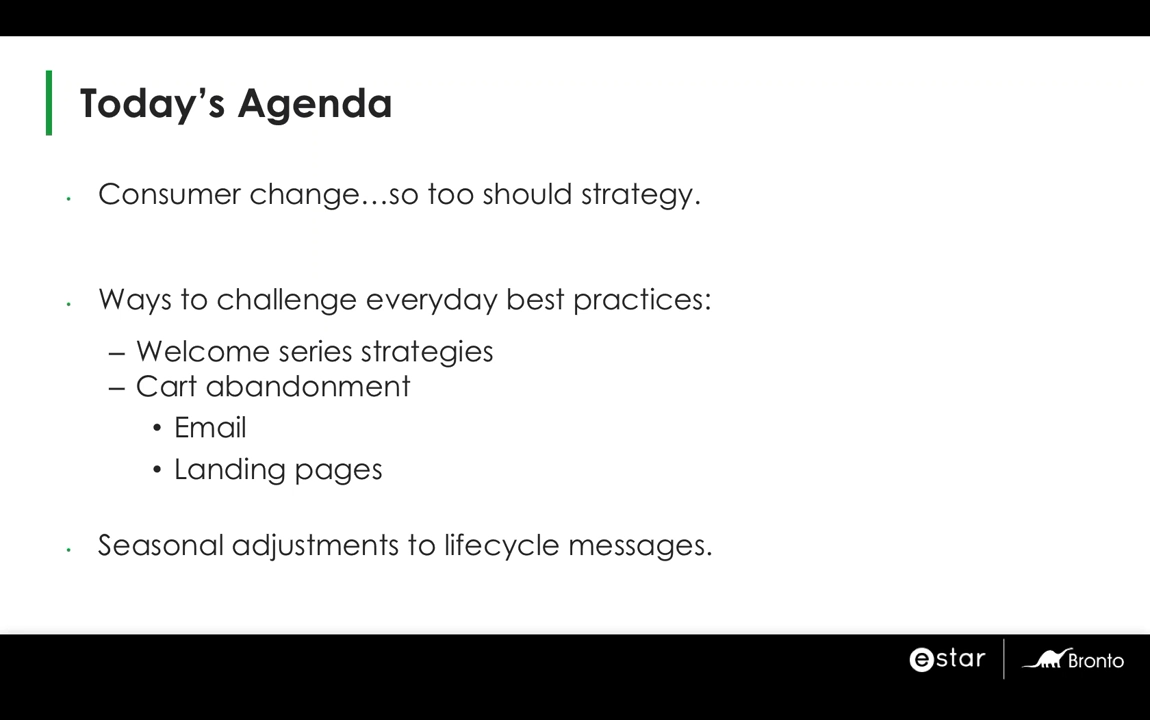 Today’s Agenda
· Consumer change…so too should strategy.
· Ways to challenge everyday best practices:
– Welcome series strategies
– Cart abandonment
• Email
• Landing pages
· Seasonal adjustments to lifecycle messages.
estar | Bronto